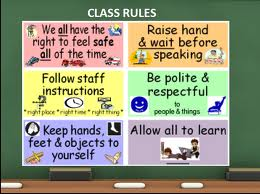 CLASS RULES
We all have the
right to feel safe
all of the time
Raise hand
& wait before
speaking
Follow staff
instructions
* right place * right time * right thing *
Be polite &
respectful
to
people & things
Keep hands,
feet & objects to
yourself
Allow all to learn